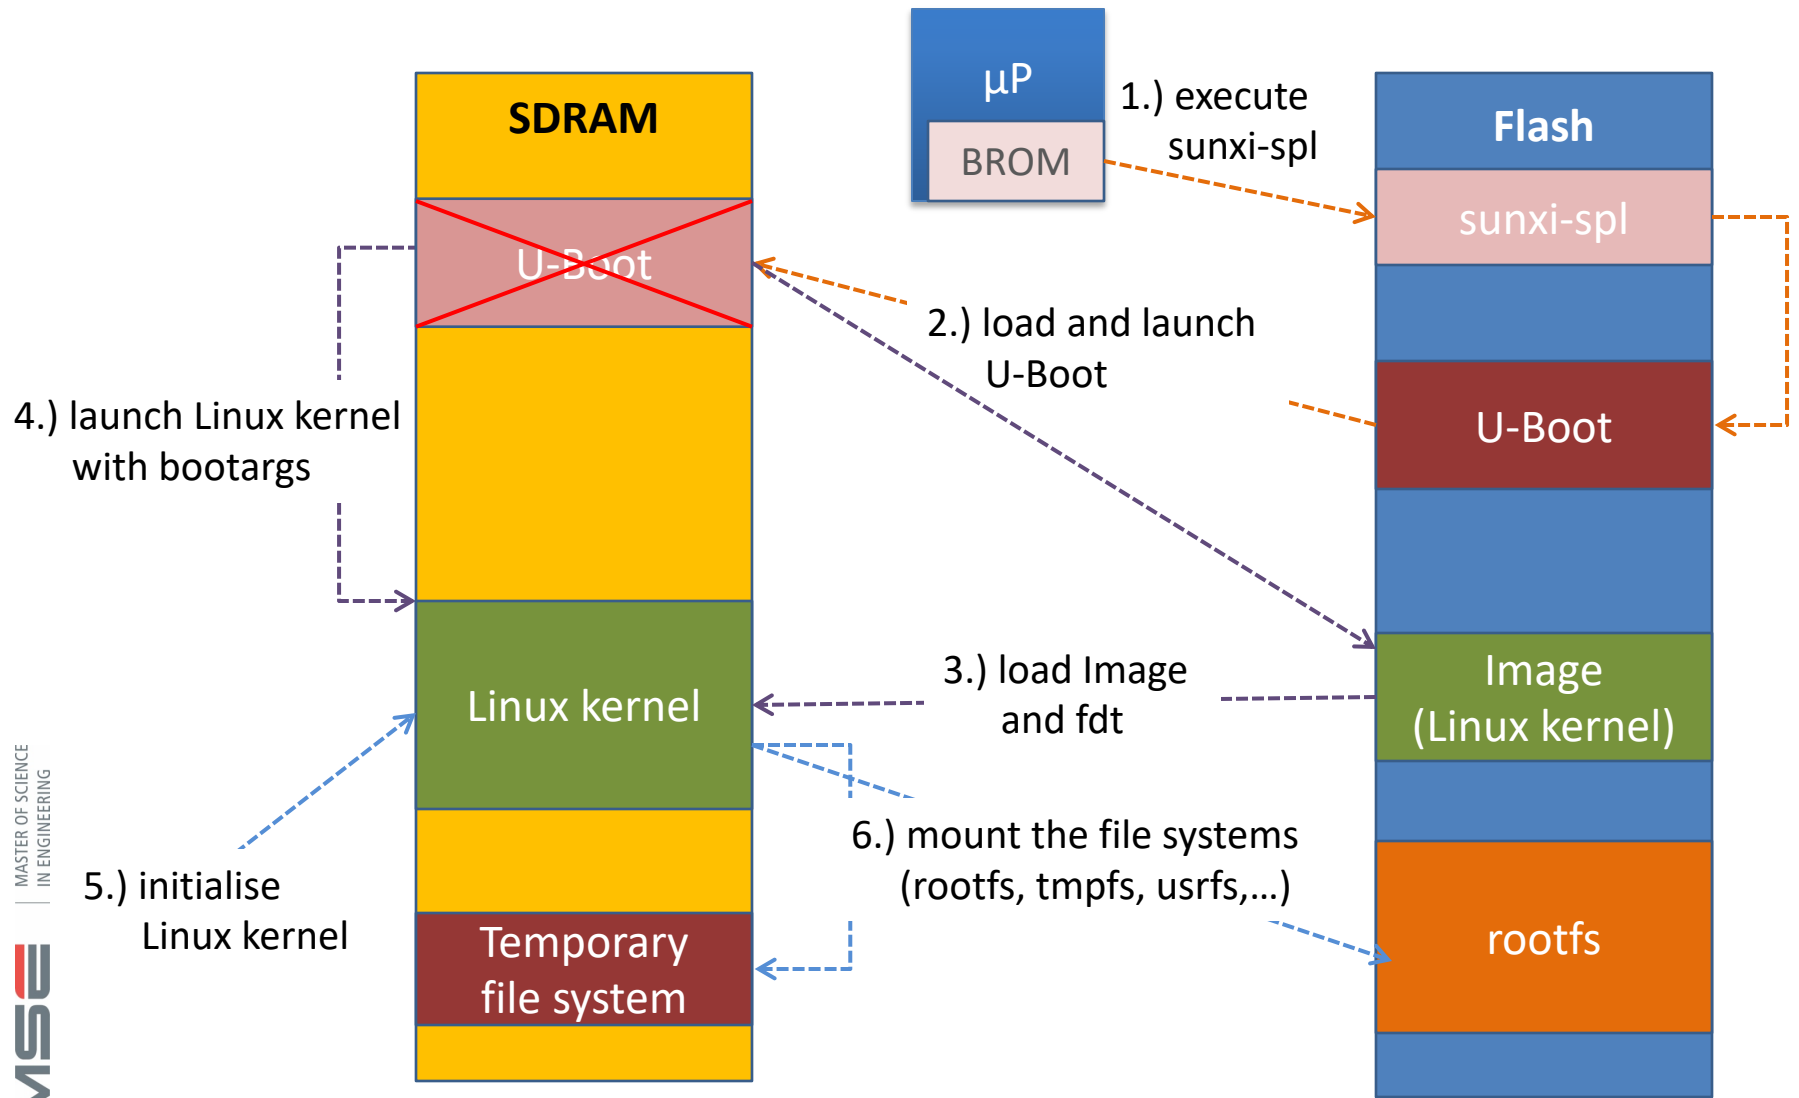 µP
BROM
1.) execute
sunxi-spl
SDRAM
U-Boot
Flash
sunxi-spl
2.) load and launch
U-Boot
U-Boot
4.) launch Linux kernel
with bootargs
Linux kernel
3.) load Image
and fdt
Image
(Linux kernel)
5.) initialise
Linux kernel
6.) mount the file systems
(rootfs, tmpfs, usrfs,...)
Temporary
file system
rootfs
MASTER OF SCIENCE
IN ENGINEERING
MSE